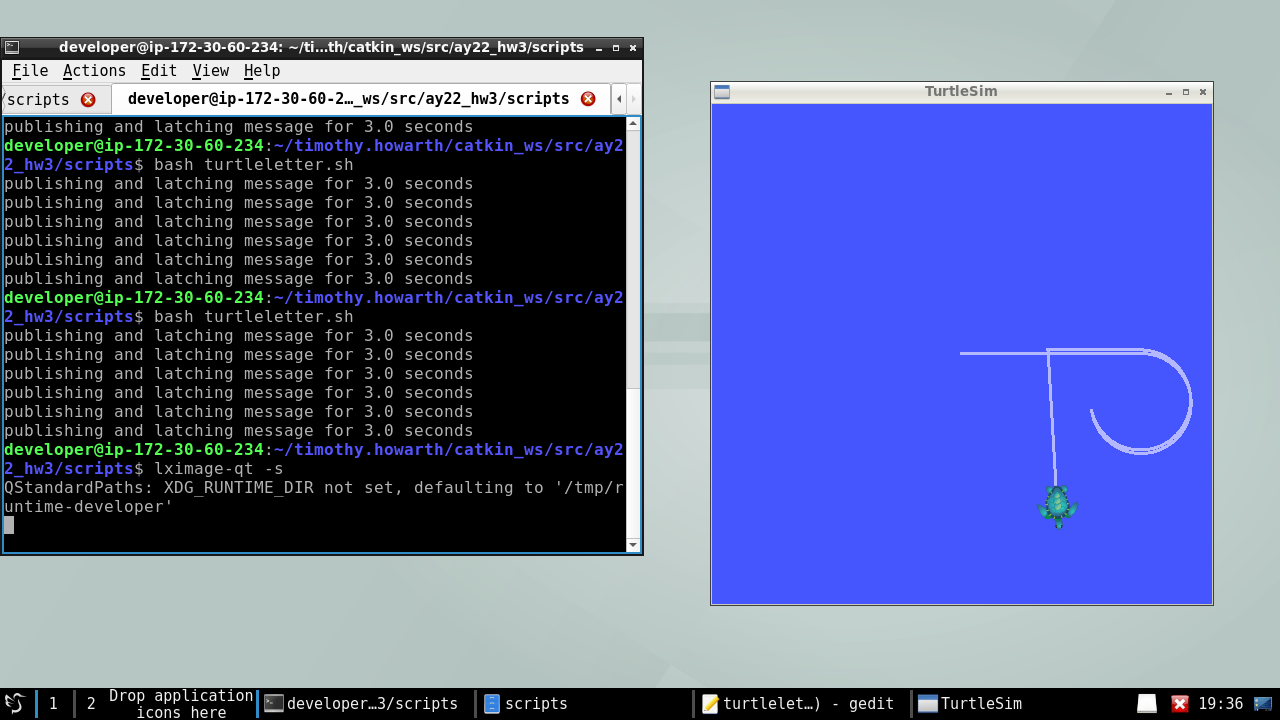 developer@ip-172-30-60-234: ~/ti…th/catkin_ws/src/ay22_hw3/scripts
File Actions Edit View Help
/scripts
developer@ip-172-30-60-2…_ws/src/ay22_hw3/scripts
publishing and latching message for 3.0 seconds
developer@ip-172-30-60-234:~/timothy.howarth/catkin_ws/src/ay2
2_hw3/scripts$ bash turtleletter.sh
publishing and latching message for 3.0 seconds
publishing and latching message for 3.0 seconds
publishing and latching message for 3.0 seconds
publishing and latching message for 3.0 seconds
publishing and latching message for 3.0 seconds
publishing and latching message for 3.0 seconds
developer@ip-172-30-60-234:~/timothy.howarth/catkin_ws/src/ay2
2_hw3/scripts$ bash turtleletter.sh
publishing and latching message for 3.0 seconds
publishing and latching message for 3.0 seconds
publishing and latching message for 3.0 seconds
publishing and latching message for 3.0 seconds
publishing and latching message for 3.0 seconds
publishing and latching message for 3.0 seconds
developer@ip-172-30-60-234:~/timothy.howarth/catkin_ws/src/ay2
2_hw3/scripts$ lximage-qt -s
QStandardPaths: XDG_RUNTIME_DIR not set, defaulting to '/tmp/r
untime-developer'
TurtleSim
1
2
Drop application
icons here
developer…3/scripts
scripts
turtlelet…) - gedit
TurtleSim
19:36